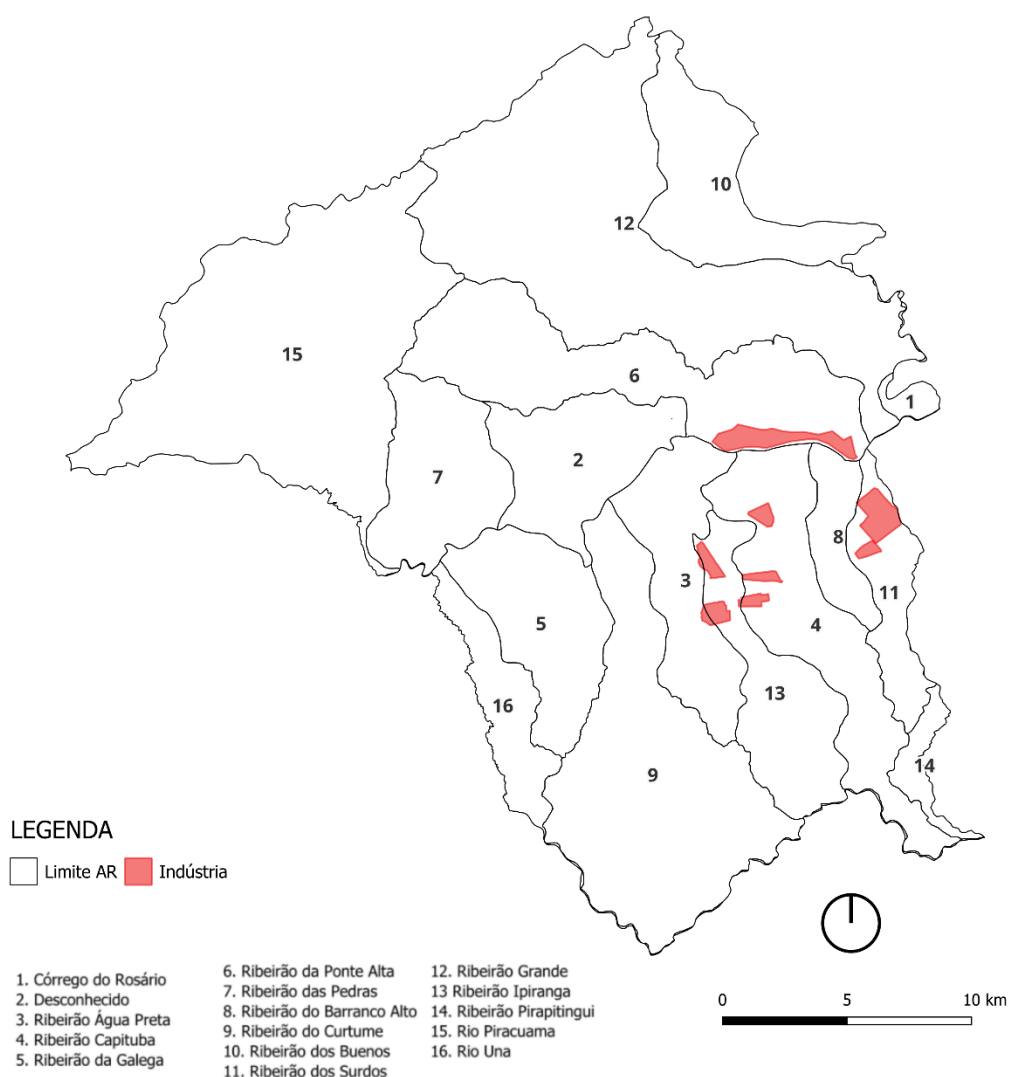 10
12
15
6
1
2
7
8
3
11
5
4
13
16
9
14
LEGENDA
Limite AR Indústria
1. Córrego do Rosário
2. Desconhecido
3. Ribeirão Água Preta
4. Ribeirão Capituba
5. Ribeirão da Galega
6. Ribeirão da Ponte Alta
7. Ribeirão das Pedras
8. Ribeirão do Barranco Alto
9. Ribeirão do Curtume
10. Ribeirão dos Buenos
11. Ribeirão dos Surdos
12. Ribeirão Grande
13 Ribeirão Ipiranga
14. Ribeirão Pirapitingui
15. Rio Piracuama
16. Rio Una
0 5 10 km